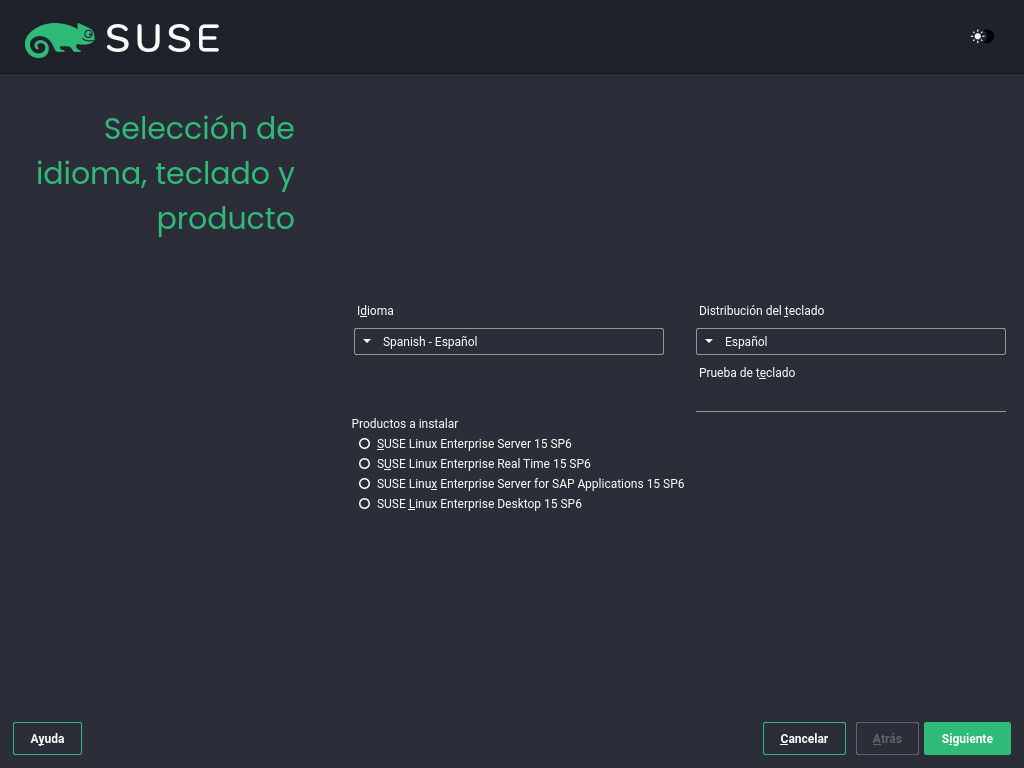 SUSE
Selección de
idioma, teclado y
producto
Idioma
Distribución del teclado
Spanish - Español
Español
Prueba de teclado
Productos a instalar
SUSE Linux Enterprise Server 15 SP6
SUSE Linux Enterprise Real Time 15 SP6
SUSE Linux Enterprise Server for SAP Applications 15 SP6
SUSE Linux Enterprise Desktop 15 SP6
Ayuda
Cancelar
Atrás
Siguiente